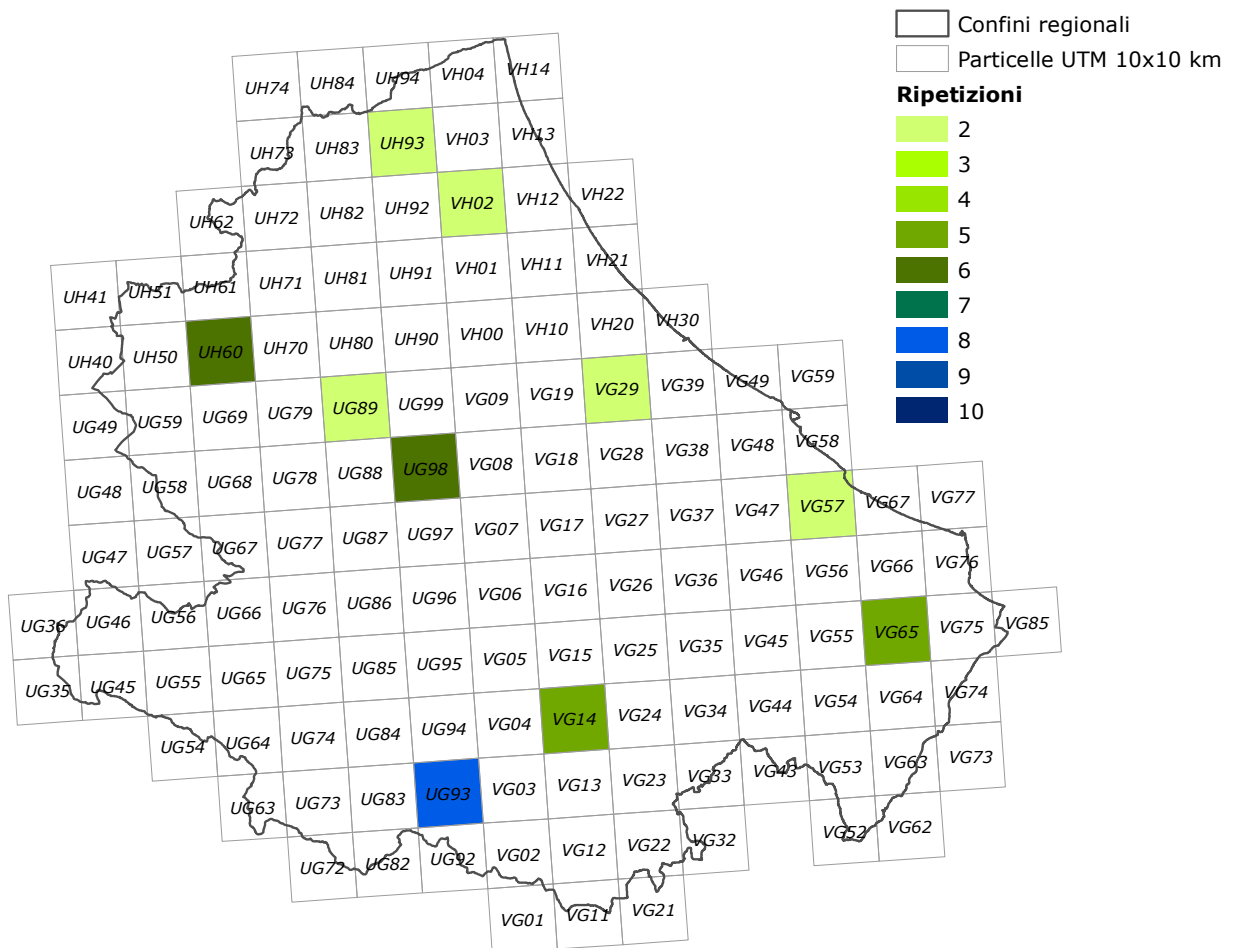 Confini regionali
Particelle UTM 10x10 km
Ripetizioni
2
3
4
5
6
7
8
9
10
UH74 UH84 UH94 VH04 VH14
UH73 UH83 UH93 VH03 VH13
UH62 UH72 UH82 UH92 VH02 VH12 VH22
UH41 UH51 UH61 UH71 UH81 UH91 VH01 VH11 VH21
UH40 UH50 UH60 UH70 UH80 UH90 VH00 VH10 VH20 VH30
UG49 UG59 UG69 UG79 UG89 UG99 VG09 VG19 VG29 VG39 VG49 VG59
UG48 UG58 UG68 UG78 UG88 UG98 VG08 VG18 VG28 VG38 VG48 VG58
UG47 UG57 UG67 UG77 UG87 UG97 VG07 VG17 VG27 VG37 VG47 VG57 VG67 VG77
UG36 UG46 UG56 UG66 UG76 UG86 UG96 VG06 VG16 VG26 VG36 VG46 VG56 VG66 VG76
UG35 UG45 UG55 UG65 UG75 UG85 UG95 VG05 VG15 VG25 VG35 VG45 VG55 VG65 VG75 VG85
UG54 UG64 UG74 UG84 UG94 VG04 VG14 VG24 VG34 VG44 VG54 VG64 VG74
UG63 UG73 UG83 UG93 VG03 VG13 VG23 VG33 VG43 VG53 VG63 VG73
UG72 UG82 UG92 VG02 VG12 VG22 VG32 VG52 VG62
VG01 VG11 VG21